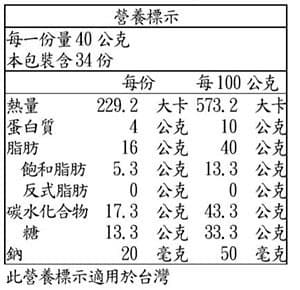 營養標示
每一份量 40 公克
本包裝含 34 份
每份 每 100 公克
熱量 229.2 大卡 573.2 大卡
蛋白質 4 公克 10 公克
脂肪 16 公克 40 公克
飽和脂肪 5.3 公克 13.3 公克
反式脂肪 0 公克 0 公克
碳水化合物 17.3 公克 43.3 公克
糖 13.3 公克 33.3 公克
鈉 20 毫克 50 毫克
此營養標示適用於台灣